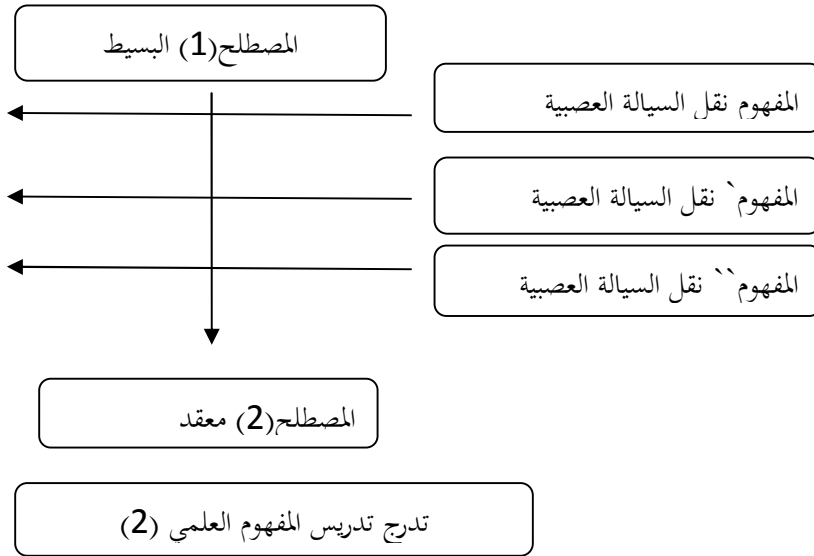 المصطلح(1) البسيط
المفهوم نقل السيالة العصبية
المفهوم` نقل السيالة العصبية
المفهوم`` نقل السيالة العصبية
المصطلح(2) معقد
تدرج تدريس المفهوم العلمي (2)